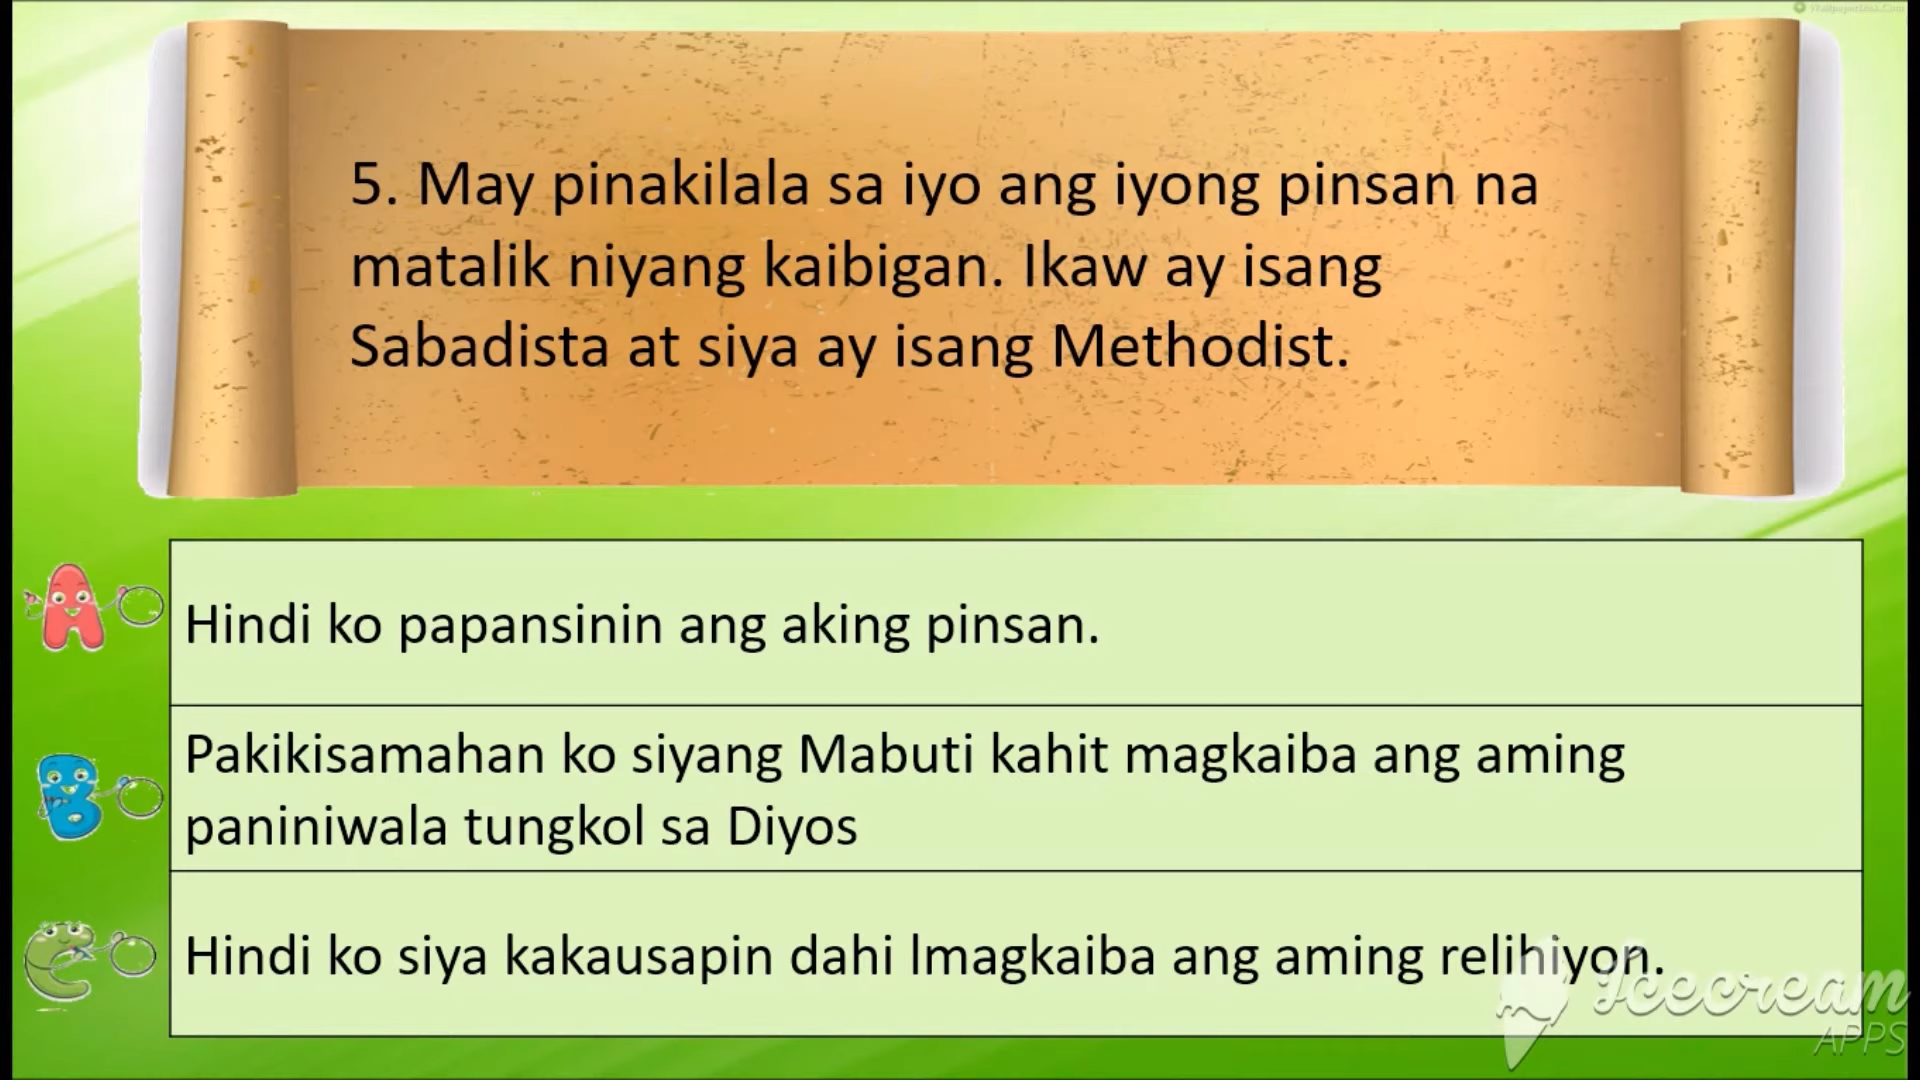 5. May pinakilala sa iyo ang iyong pinsan na
matalik niyang kaibigan. Ikaw ay isang
Sabadista at siya ay isang Methodist.
A
Hindi ko papansinin ang aking pinsan.
B
Pakikisamahan ko siyang Mabuti kahit magkaiba ang aming
paniniwala tungkol sa Diyos
C
Hindi ko siya kakausapin dahi lmagkaiba ang aming relihiyon.
Icecream
APPS